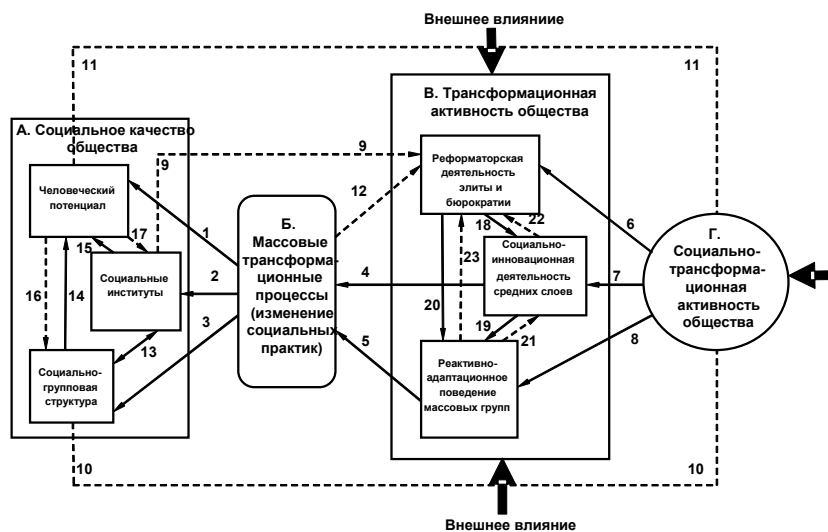 Внешнее влияниие
11
11
В. Трансформационная
активность общества
А. Социальное качество
общества
9
9
Человеческий
потенциал
Реформаторская
деятельность
элиты и
бюрократии
12
17
1
15
Б.
Массовые
трансформа-
ционные
процессы
(изменение
социальных
практик)
18
22
6
Г.
Социально-
трансформа-
ционная
активность
общества
Социальные
институты
2
4
23
Социально-
инновационная
деятельность
средних слоев
7
16
14
3
20
13
5
19
21
8
Социально-
групповая
структура
Реактивно-
адаптационное
поведение
массовых групп
10
10
Внешнее влияние